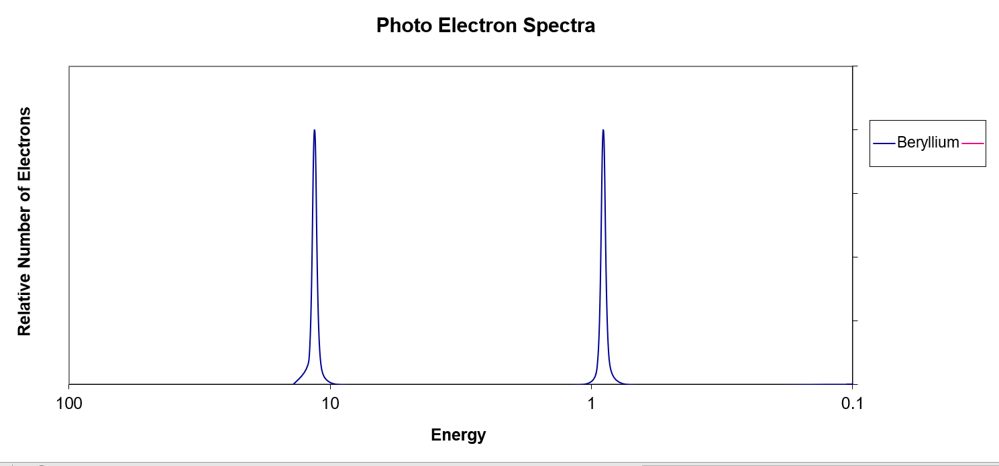 Photo Electron Spectra
Relative Number of Electrons
Beryllium
100
10
1
0.1
Energy